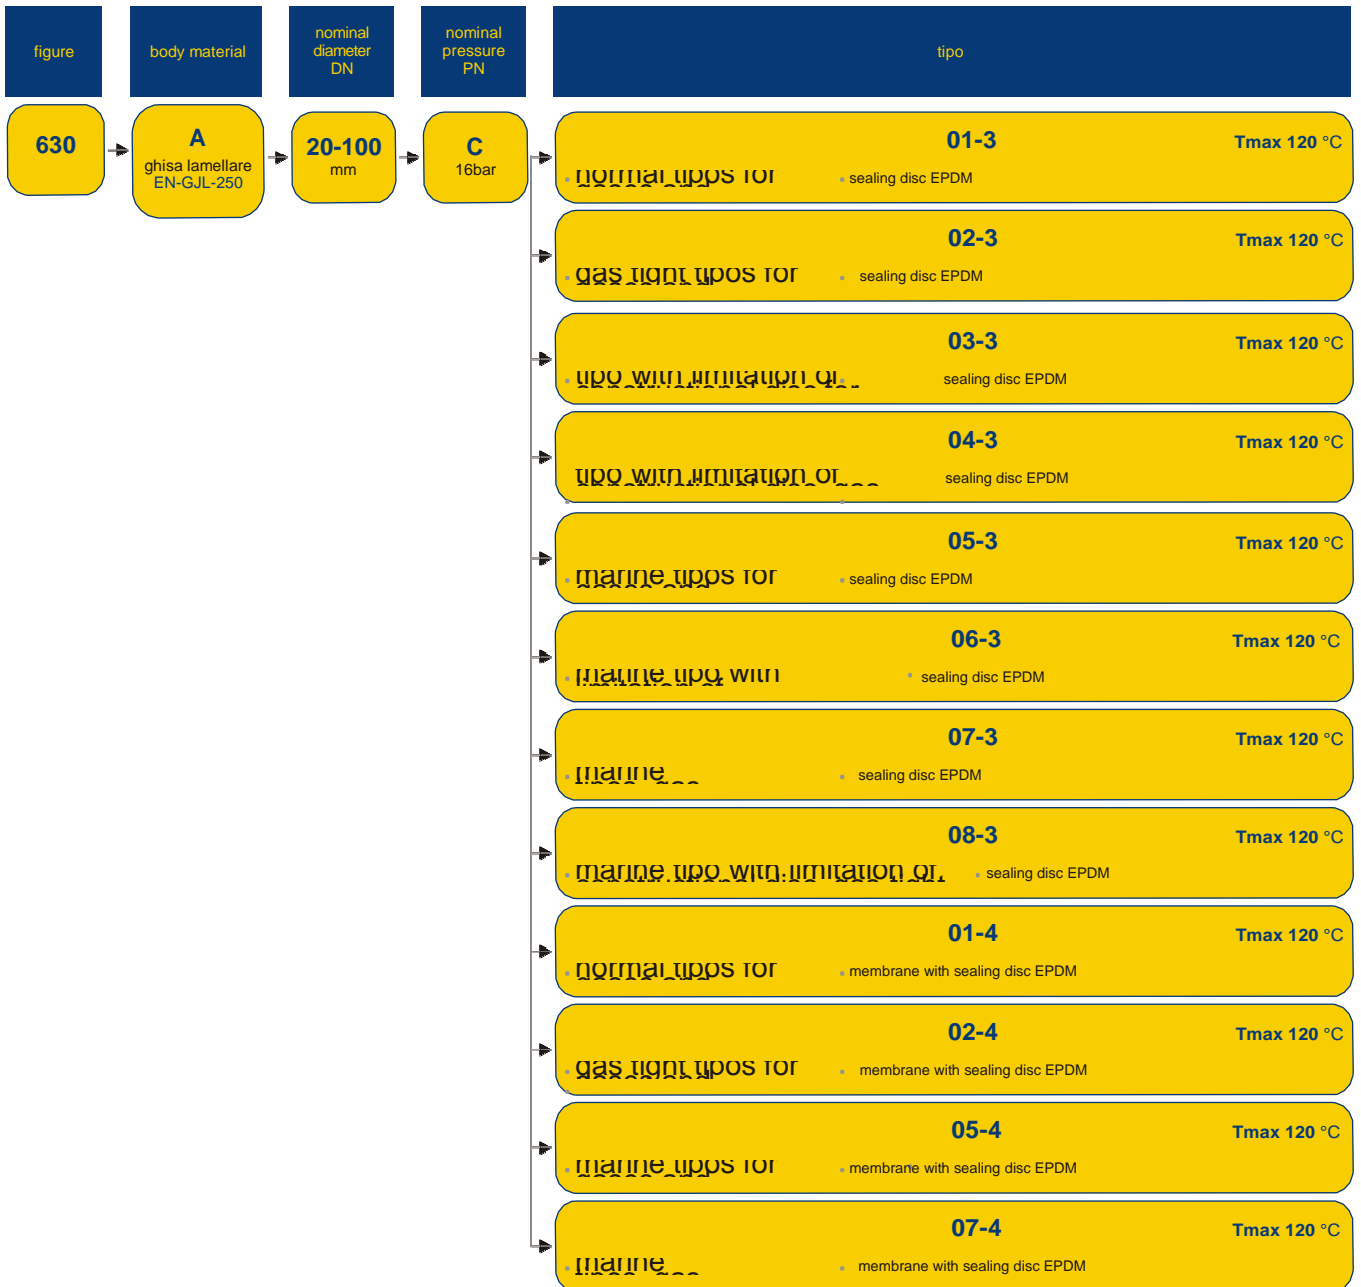 figure
body material
nominal
diameter
DN
nominal
pressure
PN
tipo
630
A
ghisa lamellare
EN-GJL-250
20-100
mm
C
16bar
01-3
Tmax 120 °C
normal tipos for
sealing disc EPDM
02-3
Tmax 120 °C
gas tight tipos for
sealing disc EPDM
03-3
Tmax 120 °C
tipo with limitation of
sealing disc EPDM
04-3
Tmax 120 °C
tipo with limitation of
sealing disc EPDM
05-3
Tmax 120 °C
marine tipos for
sealing disc EPDM
06-3
Tmax 120 °C
marine tipo with
sealing disc EPDM
07-3
Tmax 120 °C
marine
sealing disc EPDM
08-3
Tmax 120 °C
marine tipo with limitation of
sealing disc EPDM
01-4
Tmax 120 °C
normal tipos for
membrane with sealing disc EPDM
02-4
Tmax 120 °C
gas tight tipos for
membrane with sealing disc EPDM
05-4
Tmax 120 °C
marine tipos for
membrane with sealing disc EPDM
07-4
Tmax 120 °C
marine
membrane with sealing disc EPDM